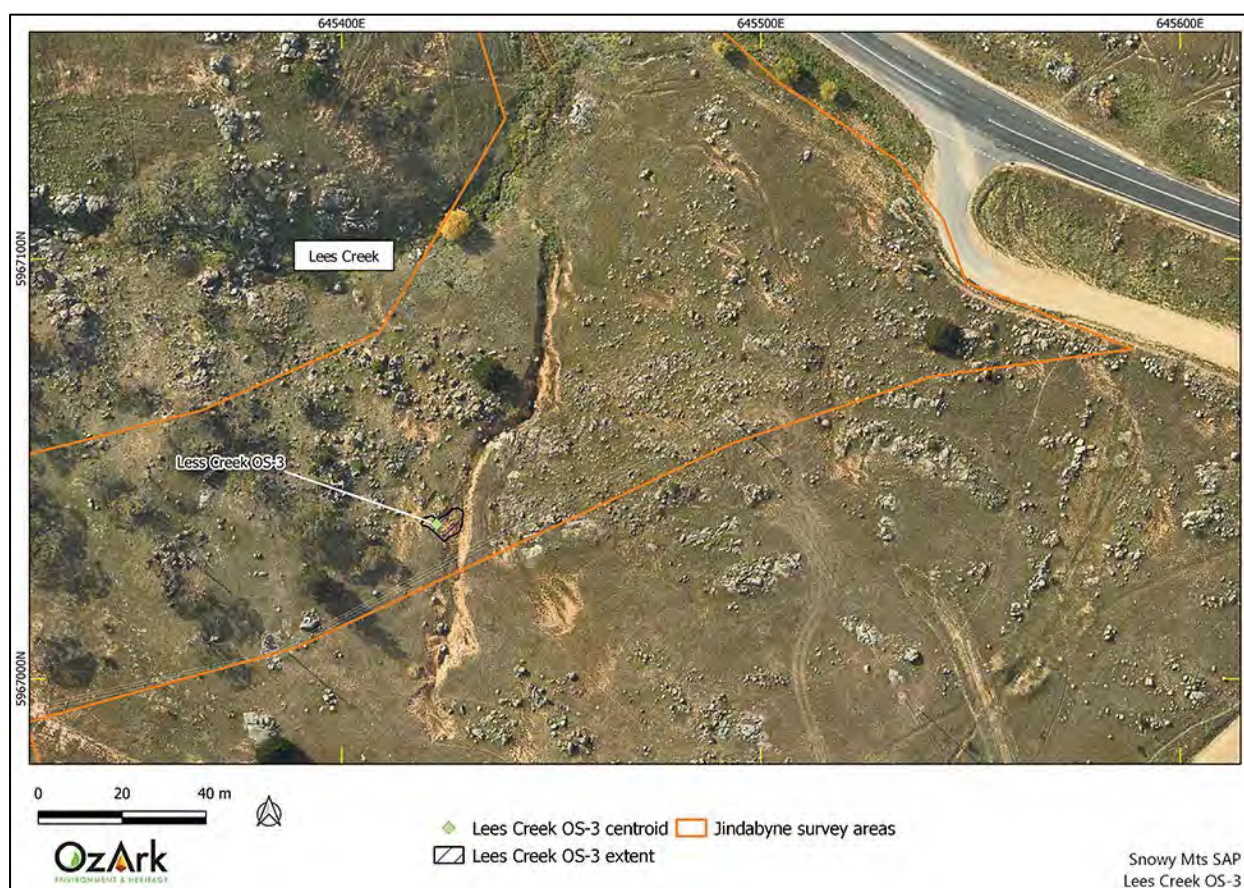 645400E
645500E
645600E
5967100N
Lees Creek
Less Creek OS-3
5967000N
0 20 40 m
Lees Creek OS-3 centroid
Jindabyne survey areas
Lees Creek OS-3 extent
OzArk
ENVIRONMENT & HERITAGE
Snowy Mts SAP
Lees Creek OS-3